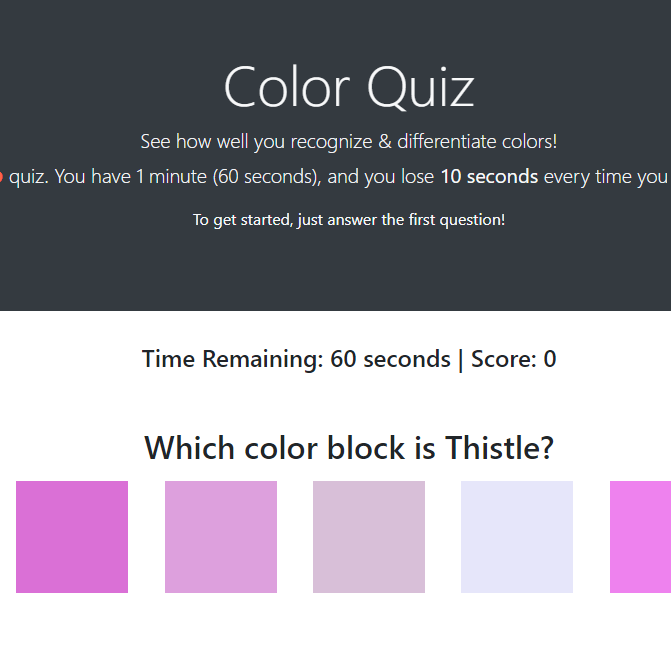 Color Quiz
See how well you recognize & differentiate colors!
quiz. You have 1 minute (60 seconds), and you lose 10 seconds every time you
To get started, just answer the first question!
Time Remaining: 60 seconds | Score: 0
Which color block is Thistle?